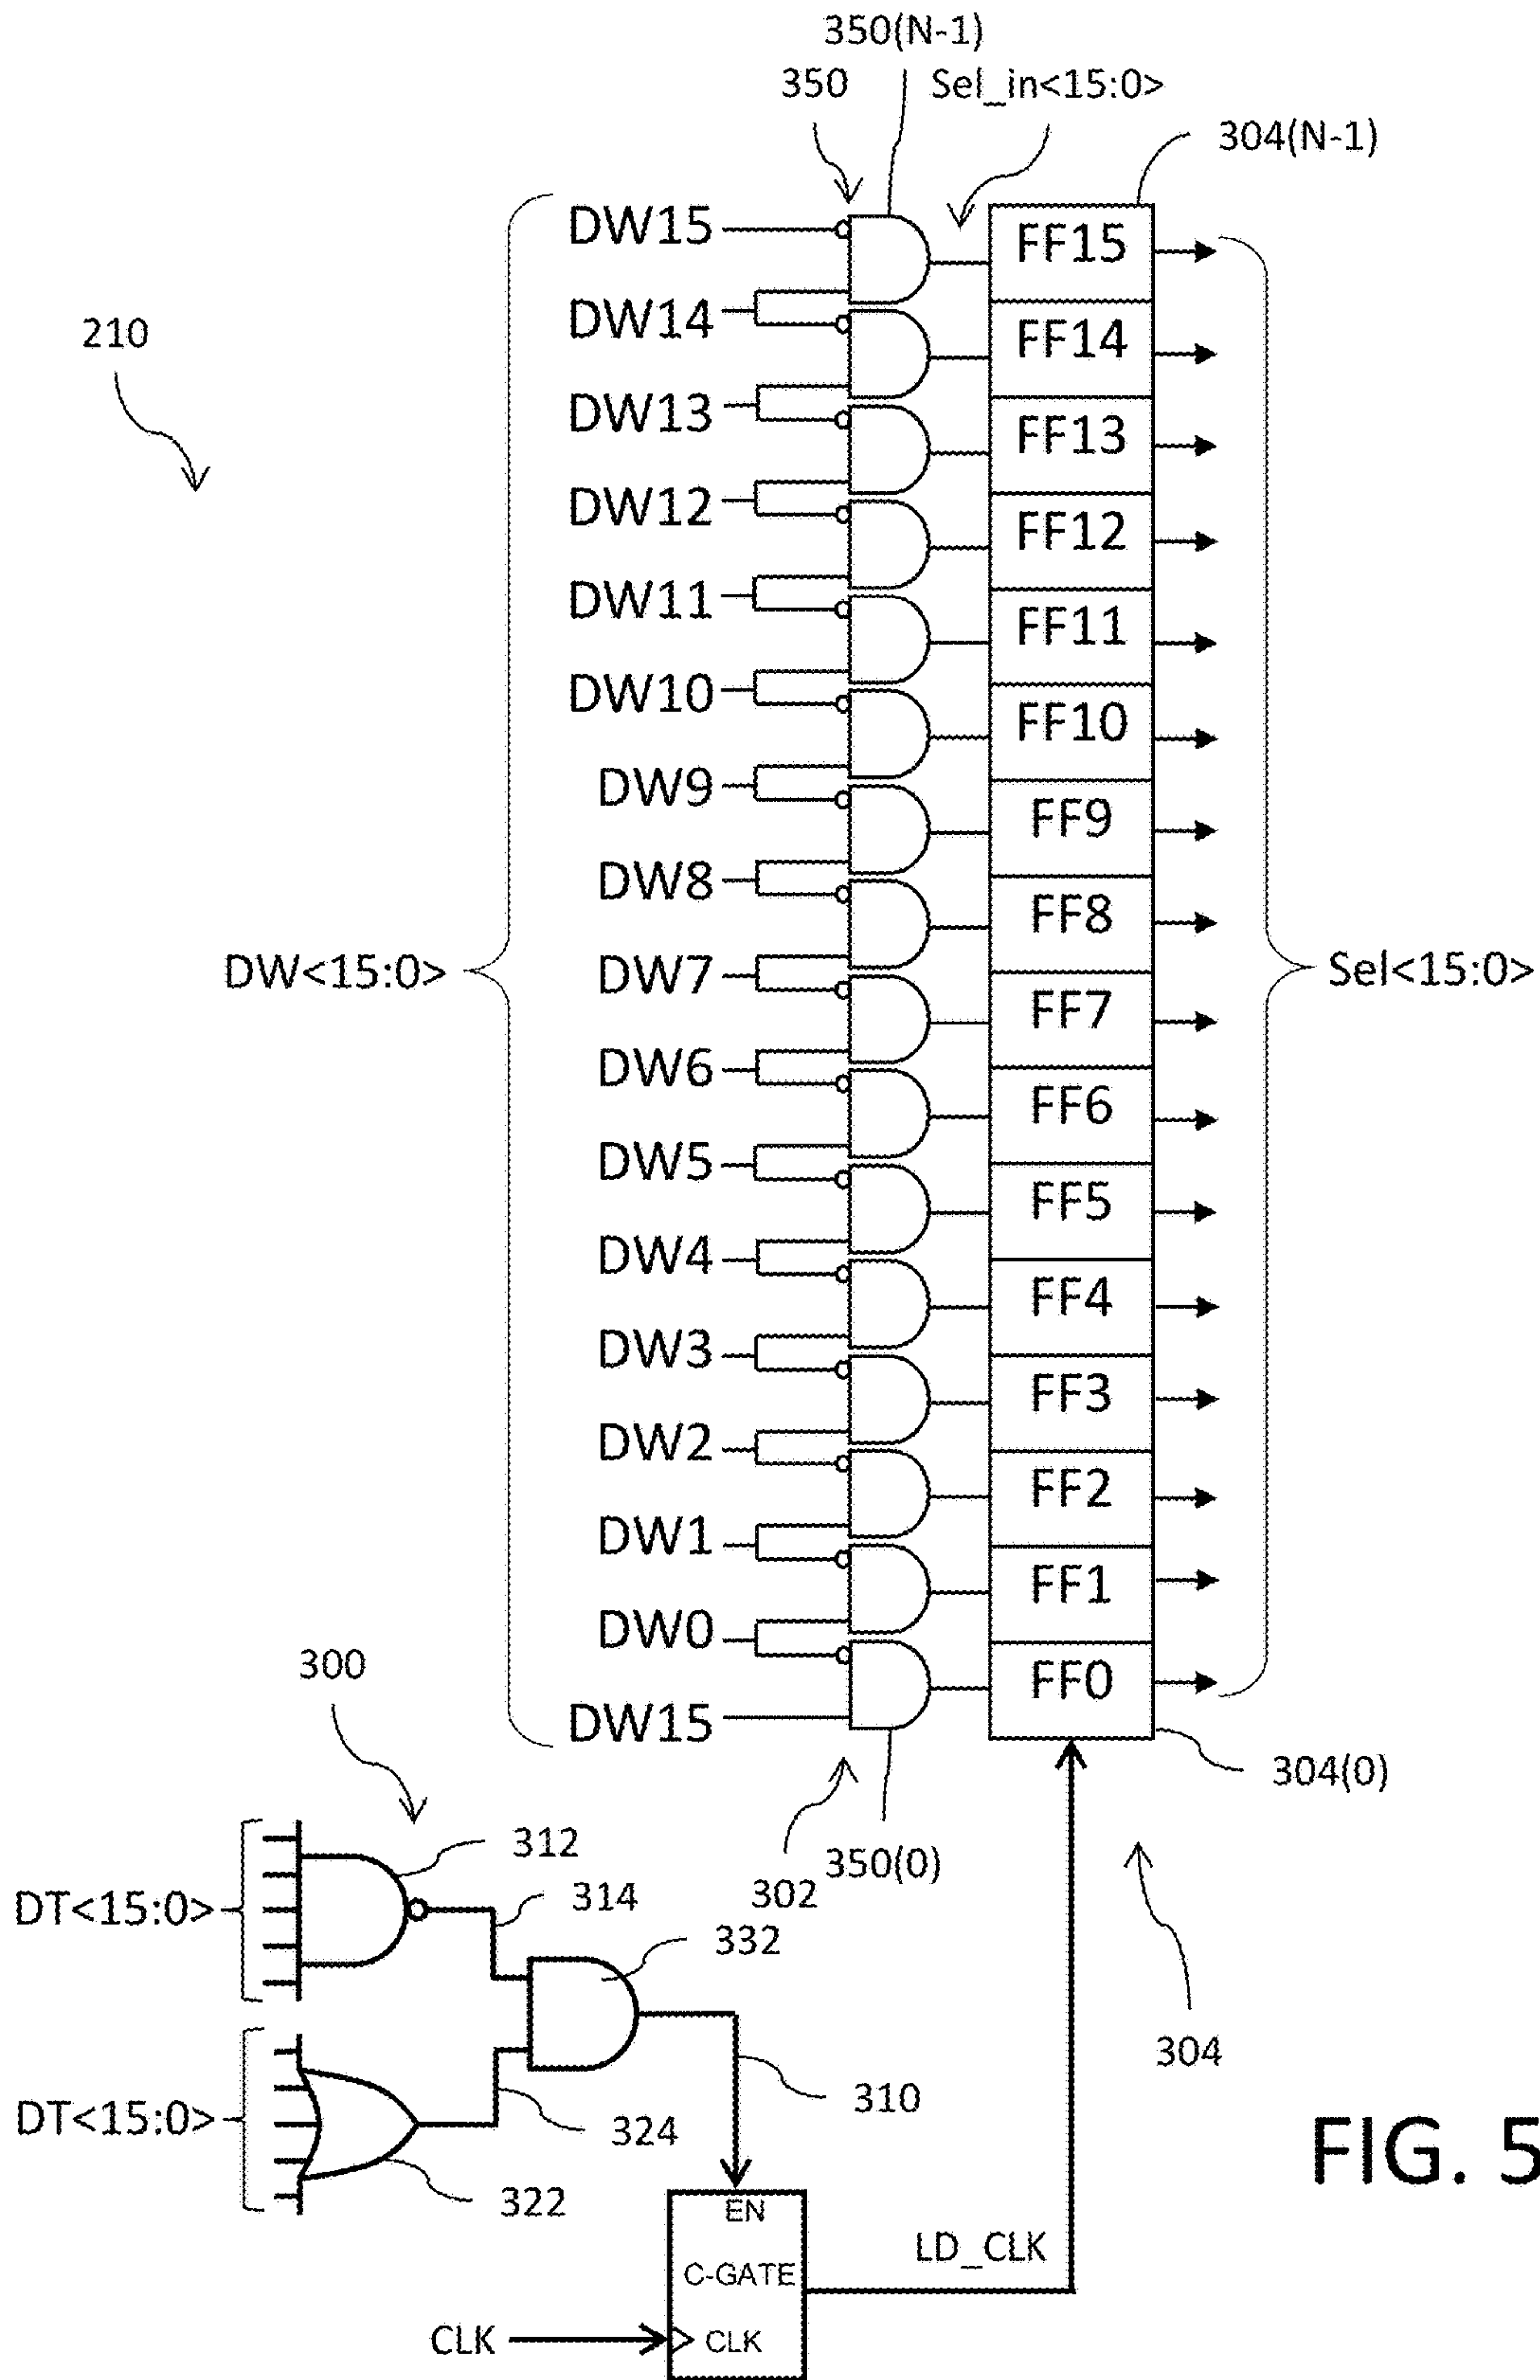 350(N-1)
350
Sel_in<15:0>
304(N-1)
210
DW15
FF15
DW14
FF14
DW13
FF13
DW12
FF12
DW11
FF11
DW10
FF10
DW9
FF9
DW8
FF8
DW<15:0>
DW7
Sel<15:0>
FF7
DW6
FF6
DW5
FF5
DW4
FF4
DW3
FF3
DW2
FF2
DW1
FF1
DW0
FF0
300
DW15
304(0)
312
350(0)
302
DT<15:0>
314
332
304
310
DT<15:0>
324
322
FIG. 5
EN
LD_CLK
C-GATE
CLK
CLK